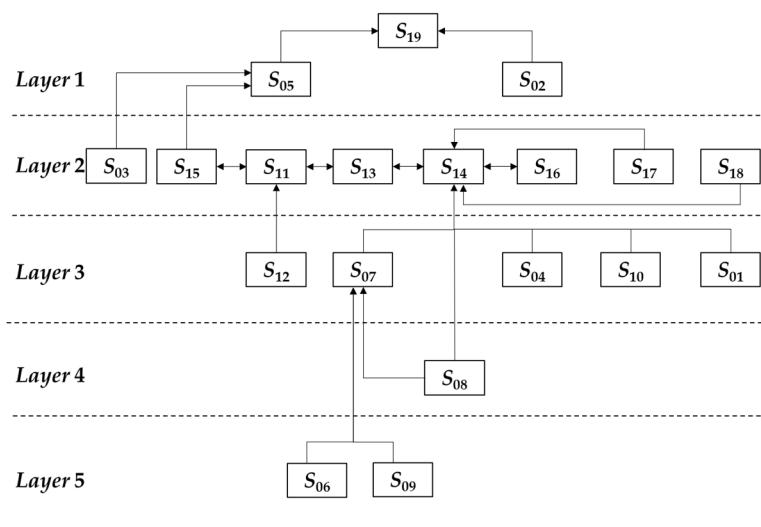 S19
Layer 1 S05 S02
Layer 2 S03 S15 S11 S13 S14 S16 S17 S18
Layer 3 S12 S07 S04 S10 S01
Layer 4 S08
Layer 5 S06 S09